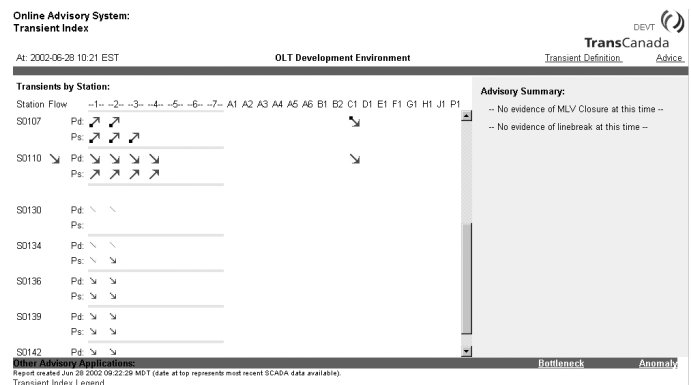 Online Advisory System:
Transient Index
DEVT
TransCanada
At: 2002-06-28 10:21 EST
OLT Development Environment
Transient Definition Advice
Transients by Station:
Station Flow --1-- --2-- --3-- --4-- --5-- --6-- --7-- A1 A2 A3 A4 A5 A6 B1 B2 C1 D1 E1 F1 G1 H1 J1 P1
S0107 Pd:
Ps:
S0110 Pd:
Ps:
S0130 Pd:
Ps:
S0134 Pd:
Ps:
S0136 Pd:
Ps:
S0139 Pd:
Ps:
S0142 Pd:
Advisory Summary:
-- No evidence of MLV Closure at this time --
-- No evidence of linebreak at this time --
Other Advisory Applications:
Bottleneck Anomaly
Report created Jun 28 2002 09:22:29 MDT (date at top represents most recent SCADA data available).
Transient Index Legend